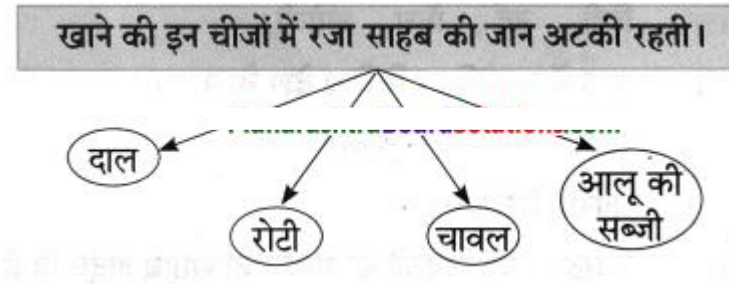 खाने की इन चीजों में रजा साहब की जान अटकी रहती।
दाल
रोटी
चावल
आलू की
सब्जी